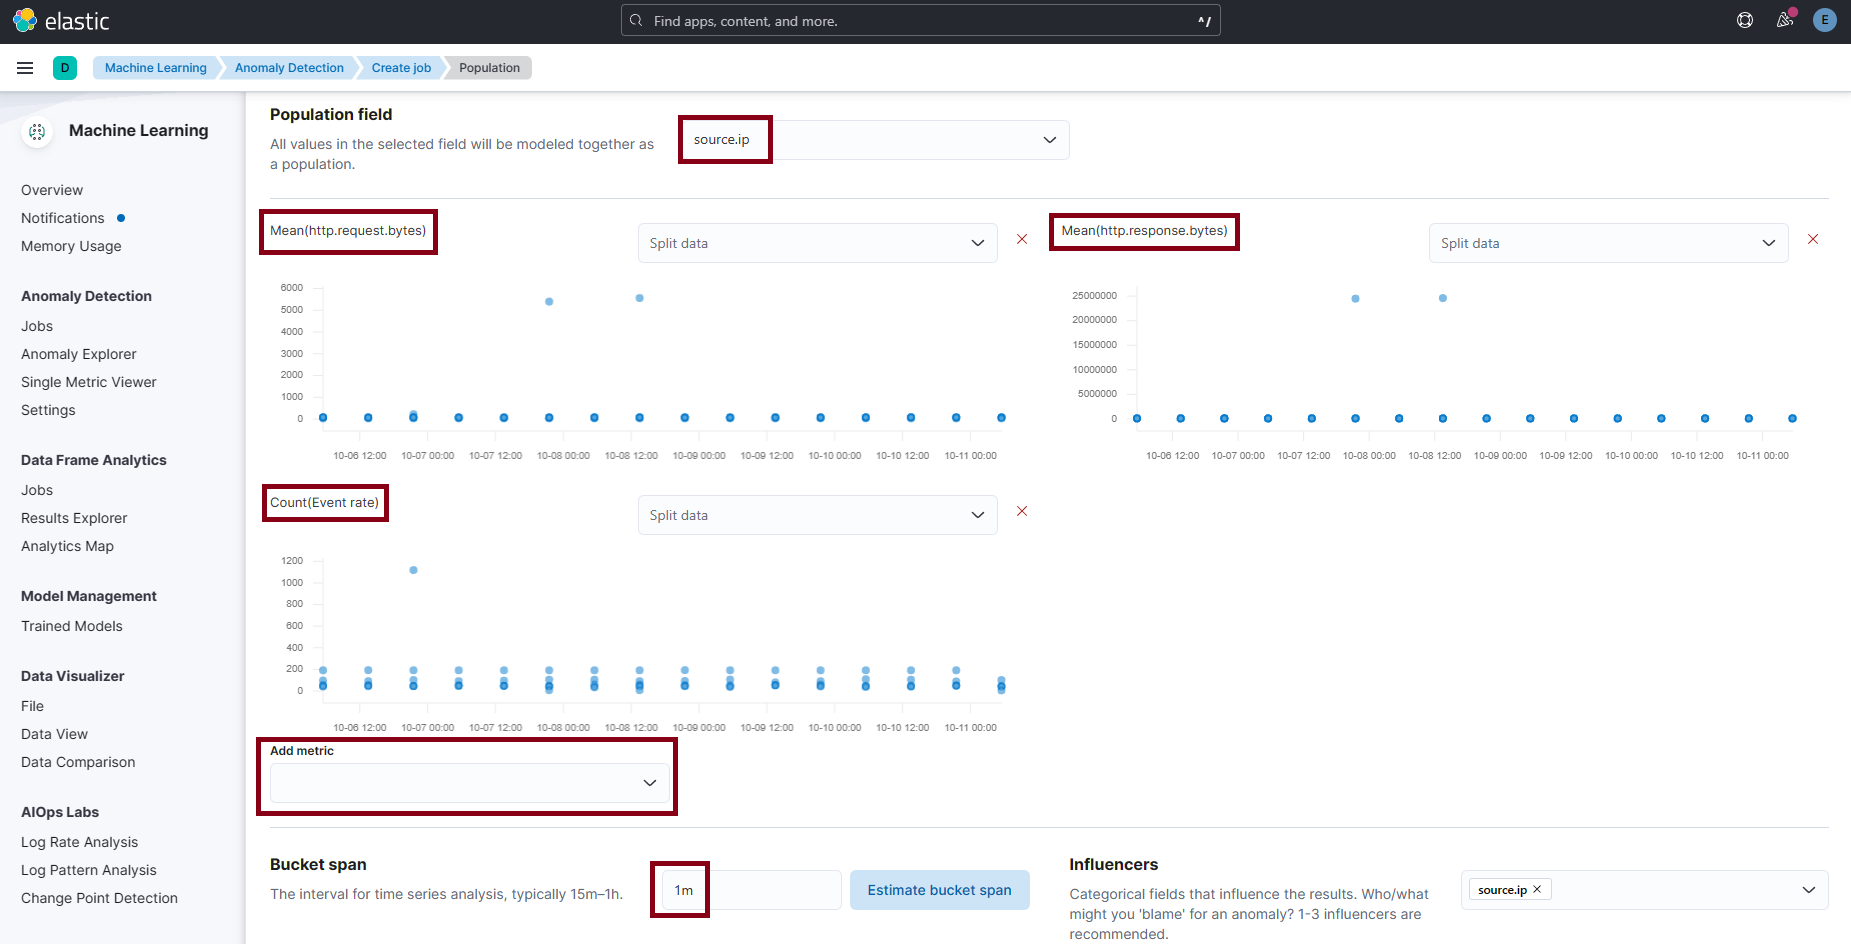 elastic
Find apps, content, and more.
^/
E
D
Machine Learning
Anomaly Detection
Create job
Population
Machine Learning
Overview
Notifications
Memory Usage
Anomaly Detection
Jobs
Anomaly Explorer
Single Metric Viewer
Settings
Data Frame Analytics
Jobs
Results Explorer
Analytics Map
Model Management
Trained Models
Data Visualizer
File
Data View
Data Comparison
AIOps Labs
Log Rate Analysis
Log Pattern Analysis
Change Point Detection
Population field
All values in the selected field will be modeled together as
a population.
source.ip
Mean(http.request.bytes)
Split data
6000
5000
4000
3000
2000
1000
0
10-06 12:00 10-07 00:00 10-07 12:00 10-08 00:00 10-08 12:00 10-09 00:00 10-09 12:00 10-10 00:00 10-10 12:00 10-11 00:00
Mean(http.response.bytes)
Split data
25000000
20000000
15000000
10000000
5000000
0
10-06 12:00 10-07 00:00 10-07 12:00 10-08 00:00 10-08 12:00 10-09 00:00 10-09 12:00 10-10 00:00 10-10 12:00 10-11 00:00
Count(Event rate)
Split data
1200
1000
800
600
400
200
0
10-06 12:00 10-07 00:00 10-07 12:00 10-08 00:00 10-08 12:00 10-09 00:00 10-09 12:00 10-10 00:00 10-10 12:00 10-11 00:00
Add metric
Bucket span
The interval for time series analysis, typically 15m–1h.
1m
Estimate bucket span
Influencers
Categorical fields that influence the results. Who/what
might you 'blame' for an anomaly? 1-3 influencers are
recommended.
source.ip